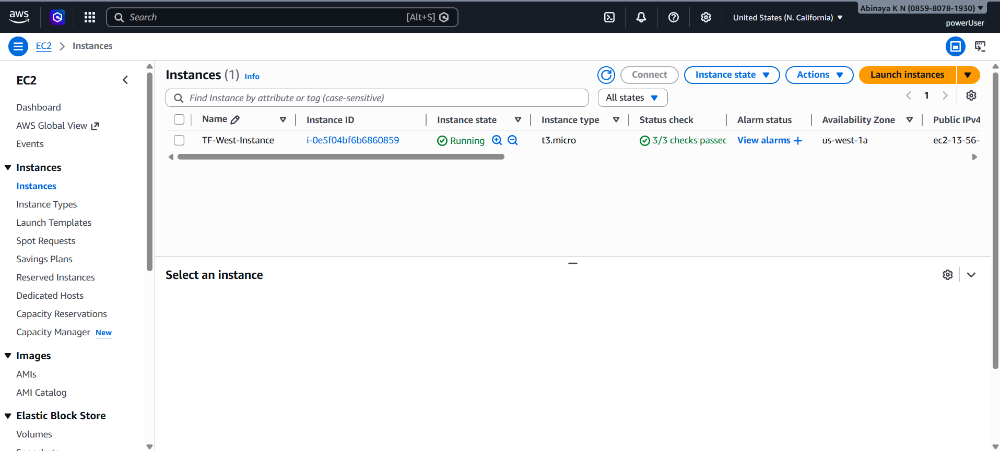 aws
Search [Alt+S]
United States (N. California)
Abinaya K N (0859-8078-1930)
powerUser
EC2 Instances
EC2
Dashboard
AWS Global View
Events
Instances
Instances
Instance Types
Launch Templates
Spot Requests
Savings Plans
Reserved Instances
Dedicated Hosts
Capacity Reservations
Capacity Manager New
Images
AMIs
AMI Catalog
Elastic Block Store
Volumes
Instances (1) Info
Connect
Instance state
Actions
Launch instances
Find Instance by attribute or tag (case-sensitive)
All states
1
Name Instance ID Instance state Instance type Status check Alarm status Availability Zone Public IPv4
TF-West-Instance i-0e5f04bf6b6860859 Running t3.micro 3/3 checks passec View alarms + us-west-1a ec2-13-56-
Select an instance